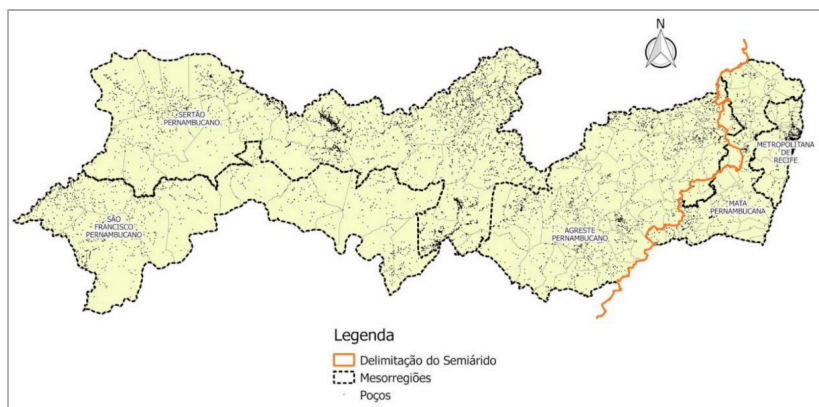 N
SERTÃO
PERNAMBUCANO
METROPOLITANA
DE
RECIFE
MATA
PERNAMBUCANA
SÃO
FRANCISCO
PERNAMBUCANO
AGRESTE
PERNAMBUCANO
Legenda
Delimitação do Semiárido
Mesorregiões
Poços